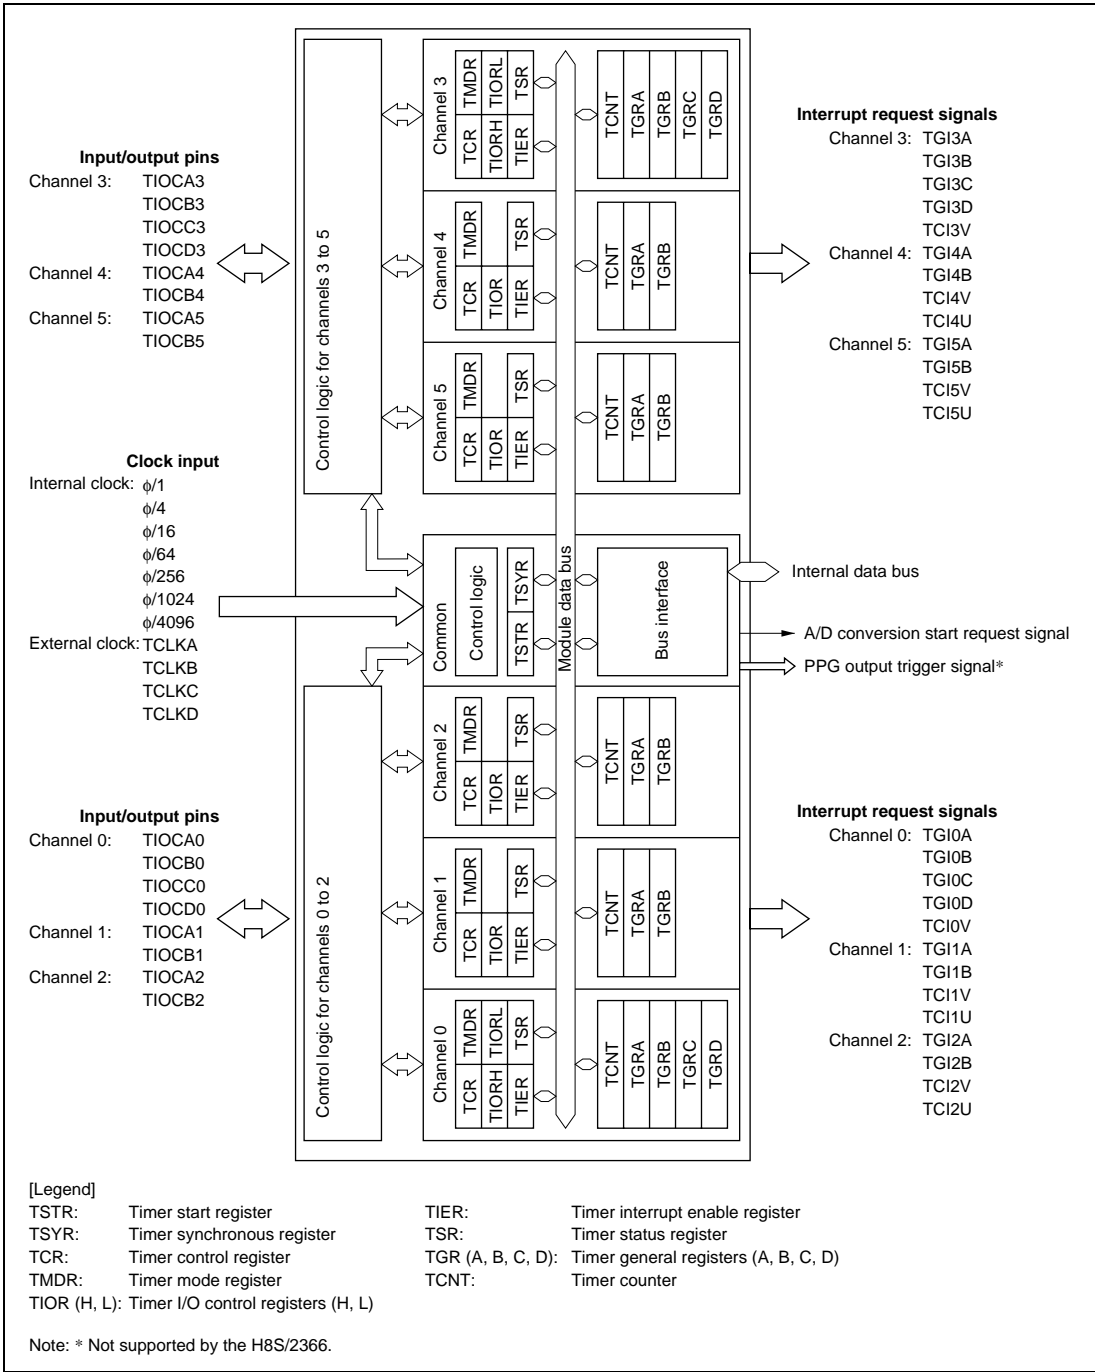 Input/output pins
Channel 3: TIOCA3
TIOCB3
TIOCC3
TIOCD3
Channel 4: TIOCA4
TIOCB4
Channel 5: TIOCA5
TIOCB5
Clock input
Internal clock: ϕ/1
ϕ/4
ϕ/16
ϕ/64
ϕ/256
ϕ/1024
ϕ/4096
External clock: TCLKA
TCLKB
TCLKC
TCLKD
Input/output pins
Channel 0: TIOCA0
TIOCB0
TIOCC0
TIOCD0
Channel 1: TIOCA1
TIOCB1
Channel 2: TIOCA2
TIOCB2
Control logic for channels 3 to 5
Control logic for channels 0 to 2
Channel 3
TCR TMDR
TIORH TIORL
TIER TSR
TCNT
TGRA
TGRB
TGRC
TGRD
Channel 4
TCR TMDR
TIOR
TIER TSR
TCNT
TGRA
TGRB
Channel 5
TCR TMDR
TIOR
TIER TSR
TCNT
TGRA
TGRB
Common
Control logic
TSTR TSYR
Module data bus
Bus interface
Channel 2
TCR TMDR
TIOR
TIER TSR
TCNT
TGRA
TGRB
Channel 1
TCR TMDR
TIOR
TIER TSR
TCNT
TGRA
TGRB
Channel 0
TCR TMDR
TIORH TIORL
TIER TSR
TCNT
TGRA
TGRB
TGRC
TGRD
Interrupt request signals
Channel 3: TGI3A
TGI3B
TGI3C
TGI3D
TCI3V
Channel 4: TGI4A
TGI4B
TCI4V
TCI4U
Channel 5: TGI5A
TGI5B
TCI5V
TCI5U
Internal data bus
A/D conversion start request signal
PPG output trigger signal*
Interrupt request signals
Channel 0: TGI0A
TGI0B
TGI0C
TGI0D
TCI0V
Channel 1: TGI1A
TGI1B
TCI1V
TCI1U
Channel 2: TGI2A
TGI2B
TCI2V
TCI2U
[Legend]
TSTR: Timer start register
TSYR: Timer synchronous register
TCR: Timer control register
TMDR: Timer mode register
TIOR (H, L): Timer I/O control registers (H, L)
TIER: Timer interrupt enable register
TSR: Timer status register
TGR (A, B, C, D): Timer general registers (A, B, C, D)
TCNT: Timer counter
Note: * Not supported by the H8S/2366.